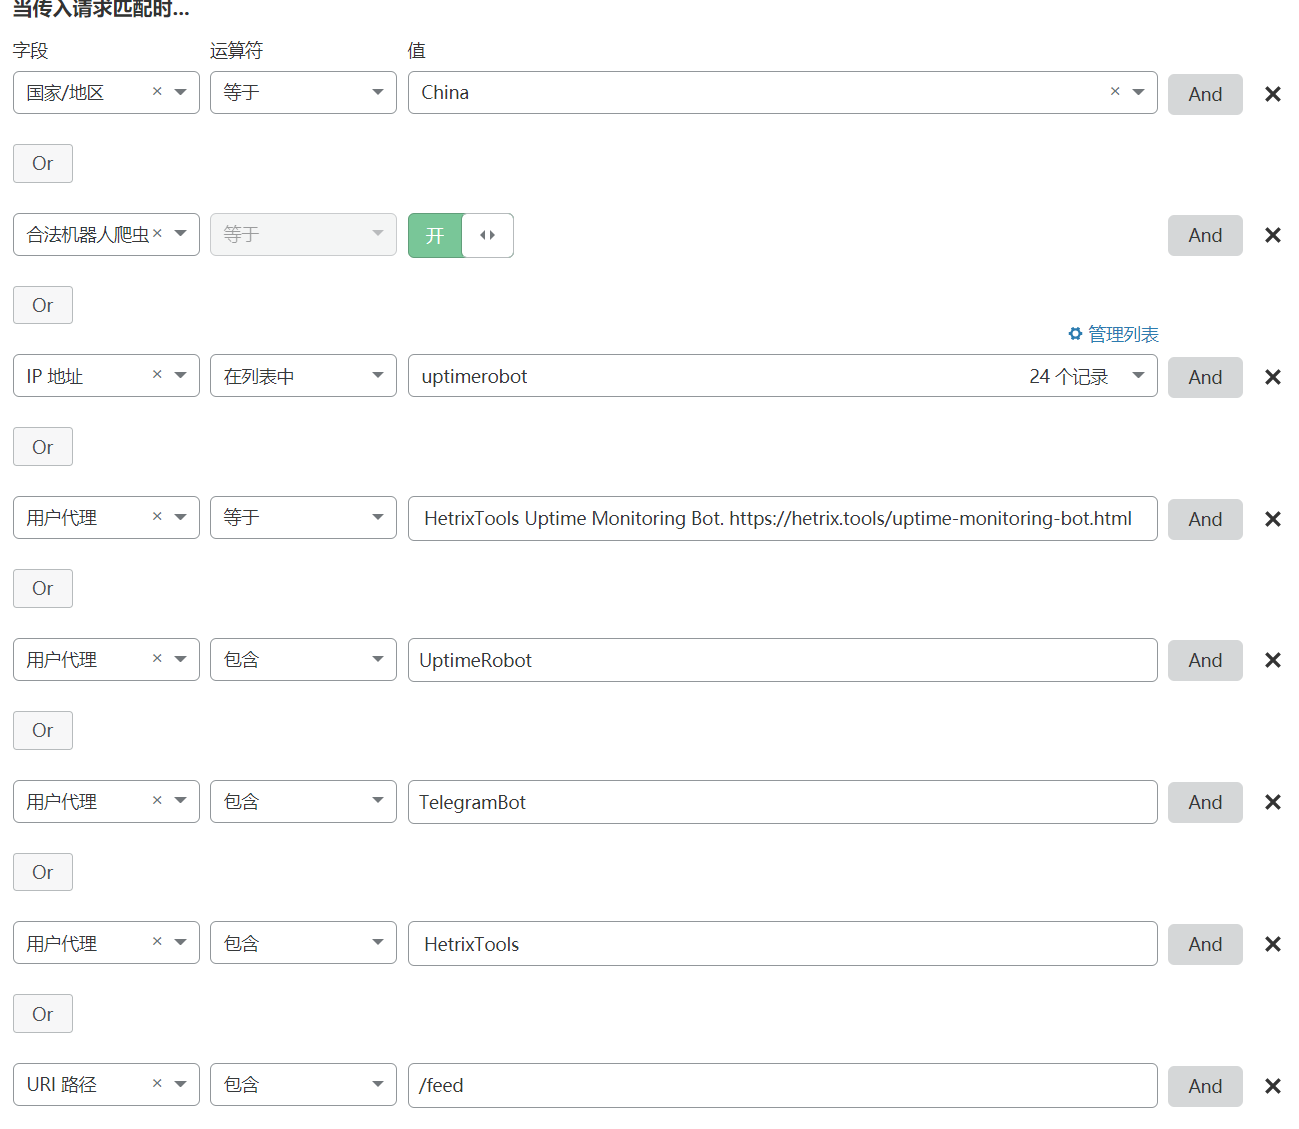 当传入请求匹配时...
字段 运算符 值
国家/地区 × 等于 China × And ×
Or
合法机器人爬虫 × 等于 开 And ×
Or
管理列表
IP 地址 × 在列表中 uptimerobot 24 个记录 And ×
Or
用户代理 × 等于 HetrixTools Uptime Monitoring Bot. https://hetrix.tools/uptime-monitoring-bot.html And ×
Or
用户代理 × 包含 UptimeRobot And ×
Or
用户代理 × 包含 TelegramBot And ×
Or
用户代理 × 包含 HetrixTools And ×
Or
URI 路径 × 包含 /feed And ×